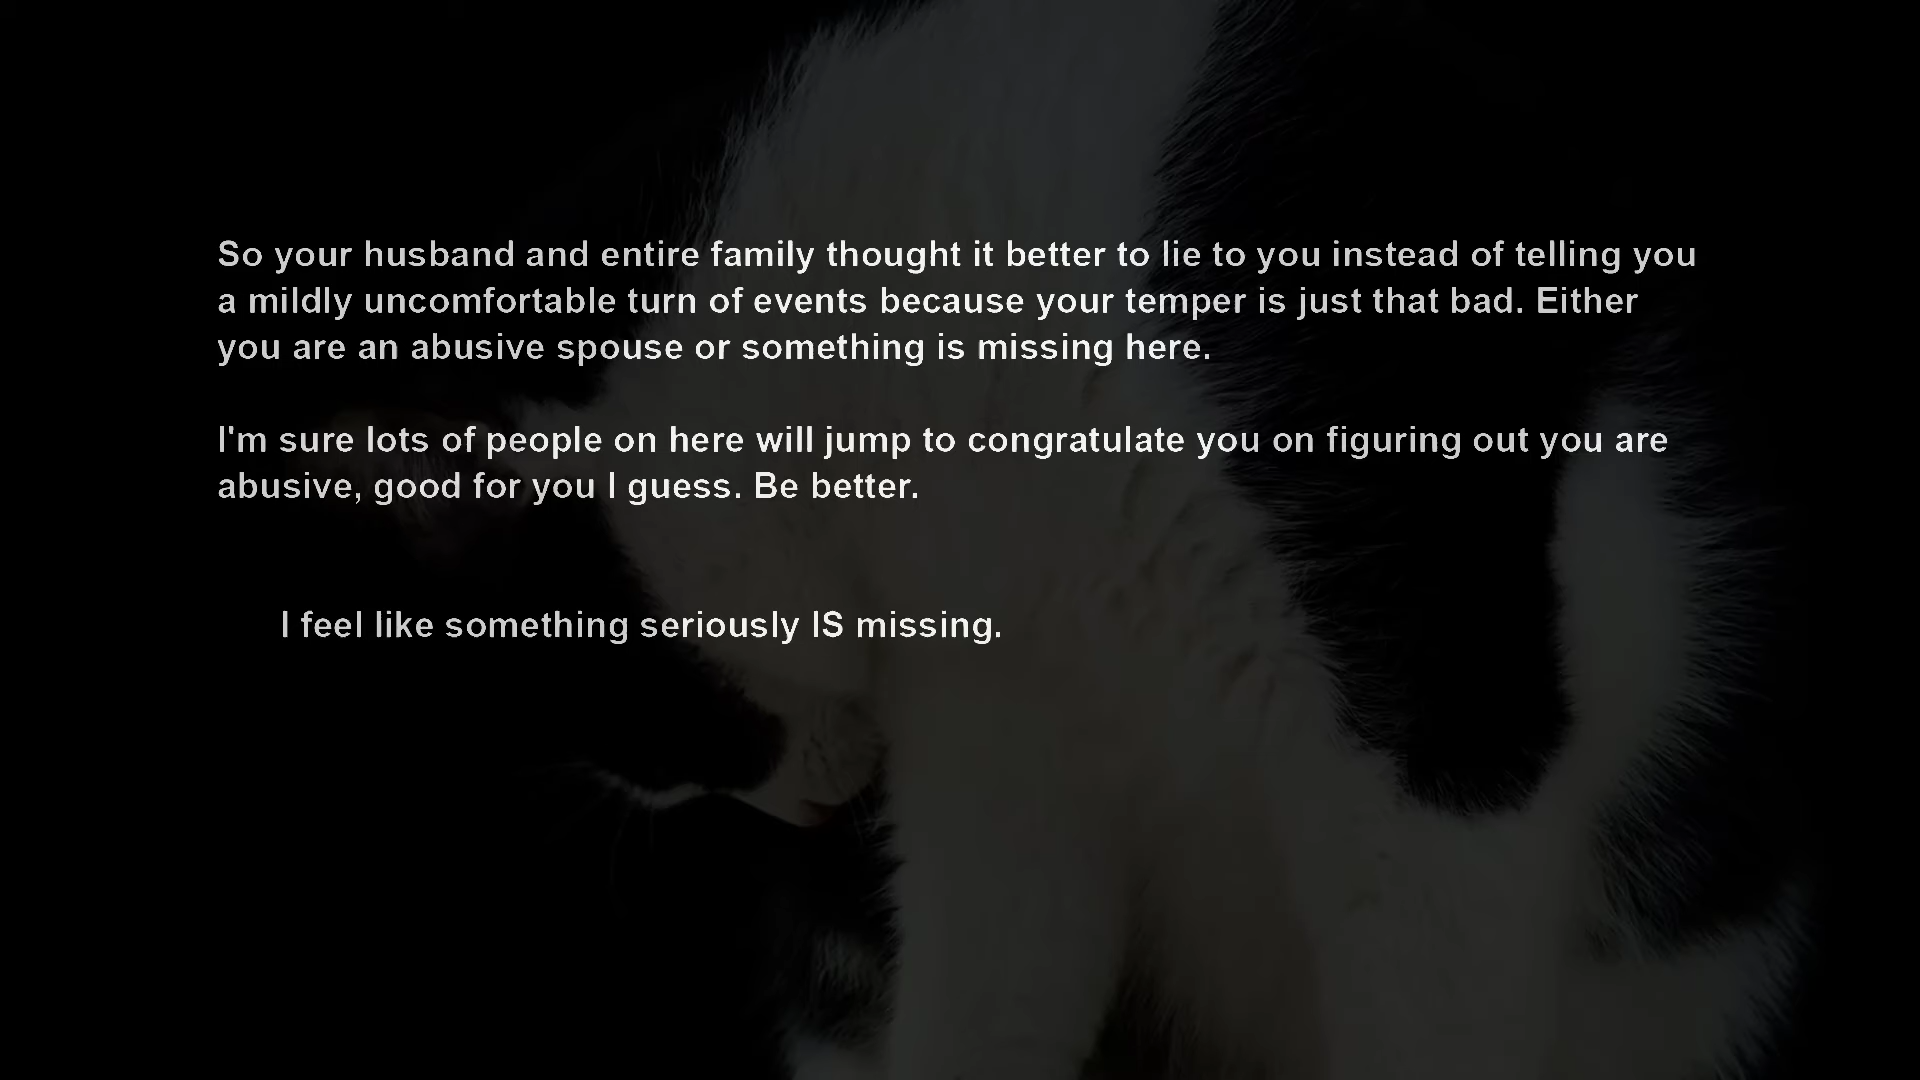 So your husband and entire family thought it better to lie to you instead of telling you
a mildly uncomfortable turn of events because your temper is just that bad. Either
you are an abusive spouse or something is missing here.
I'm sure lots of people on here will jump to congratulate you on figuring out you are
abusive, good for you I guess. Be better.
I feel like something seriously IS missing.